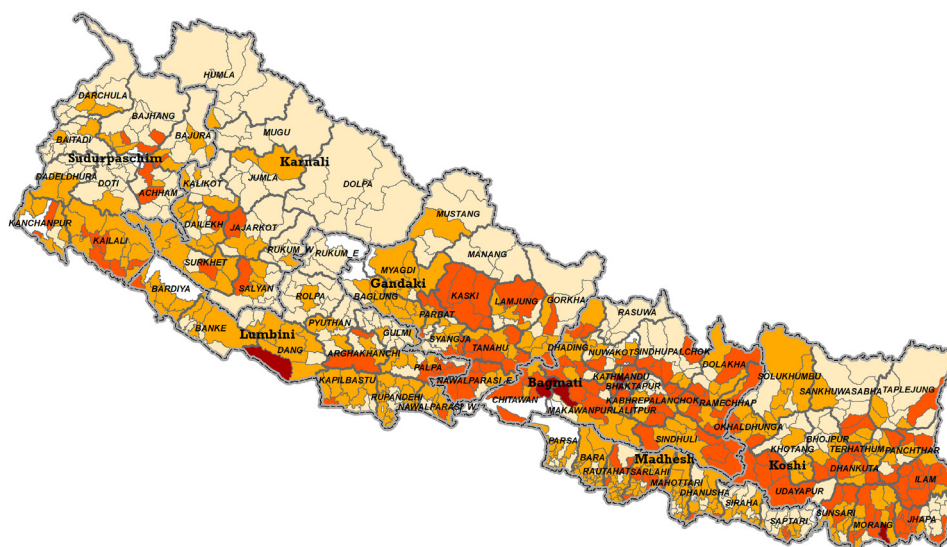 HUMLA
DARCHULA
BAJHANG
MUGU
BAITADI
BAJURA
Sudurpaschim
Karnali
DADELDHURA
DOTI
KALIKOT
JUMLA
DOLPA
ACHHAM
MUSTANG
KANCHANPUR
DAILEKH
JAJARKOT
KAILALI
RUKUM_W
RUKUM_E
MANANG
SURKHET
MYAGDI
Gandaki
BARDIYA
SALYAN
ROLPA
BAGLUNG
KASKI
LAMJUNG
GORKHA
RASUWA
PARBAT
BANKE
PYUTHAN
GULMI
SYANGJA
Lumbini
DANG
ARGHAKHANCHI
TANAHU
DHADING
NUWAKOT
SINDHUPALCHOK
DOLAKHA
SOLUKHUMBU
SANKHUWASABHA
TAPLEJUNG
PALPA
KAPILBASTU
NAWALPARASI_E
Bagmati
KATHMANDU
BHAKTAPUR
RUPANDEHI
NAWALPARASI_W
CHITAWAN
MAKAWANPUR
LALITPUR
KABHREPALANCHOK
RAMECHHAP
OKHALDHUNGA
KHOTANG
BHOJPUR
TERHATHUM
PANCHTHAR
PARSA
BARA
SINDHULI
Madhesh
Koshi
DHANKUTA
ILAM
RAUTAHAT
SARLAHI
MAHOTTARI
DHANUSHA
SIRAHA
UDAYAPUR
SAPTARI
SUNSARI
MORANG
JHAPA